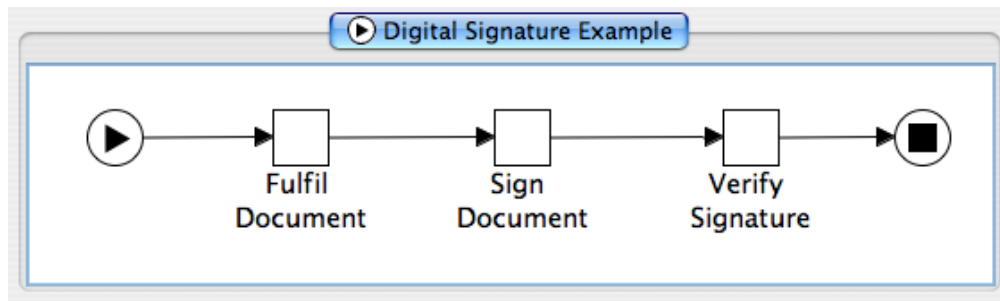 Digital Signature Example
Fulfil
Document
Sign
Document
Verify
Signature